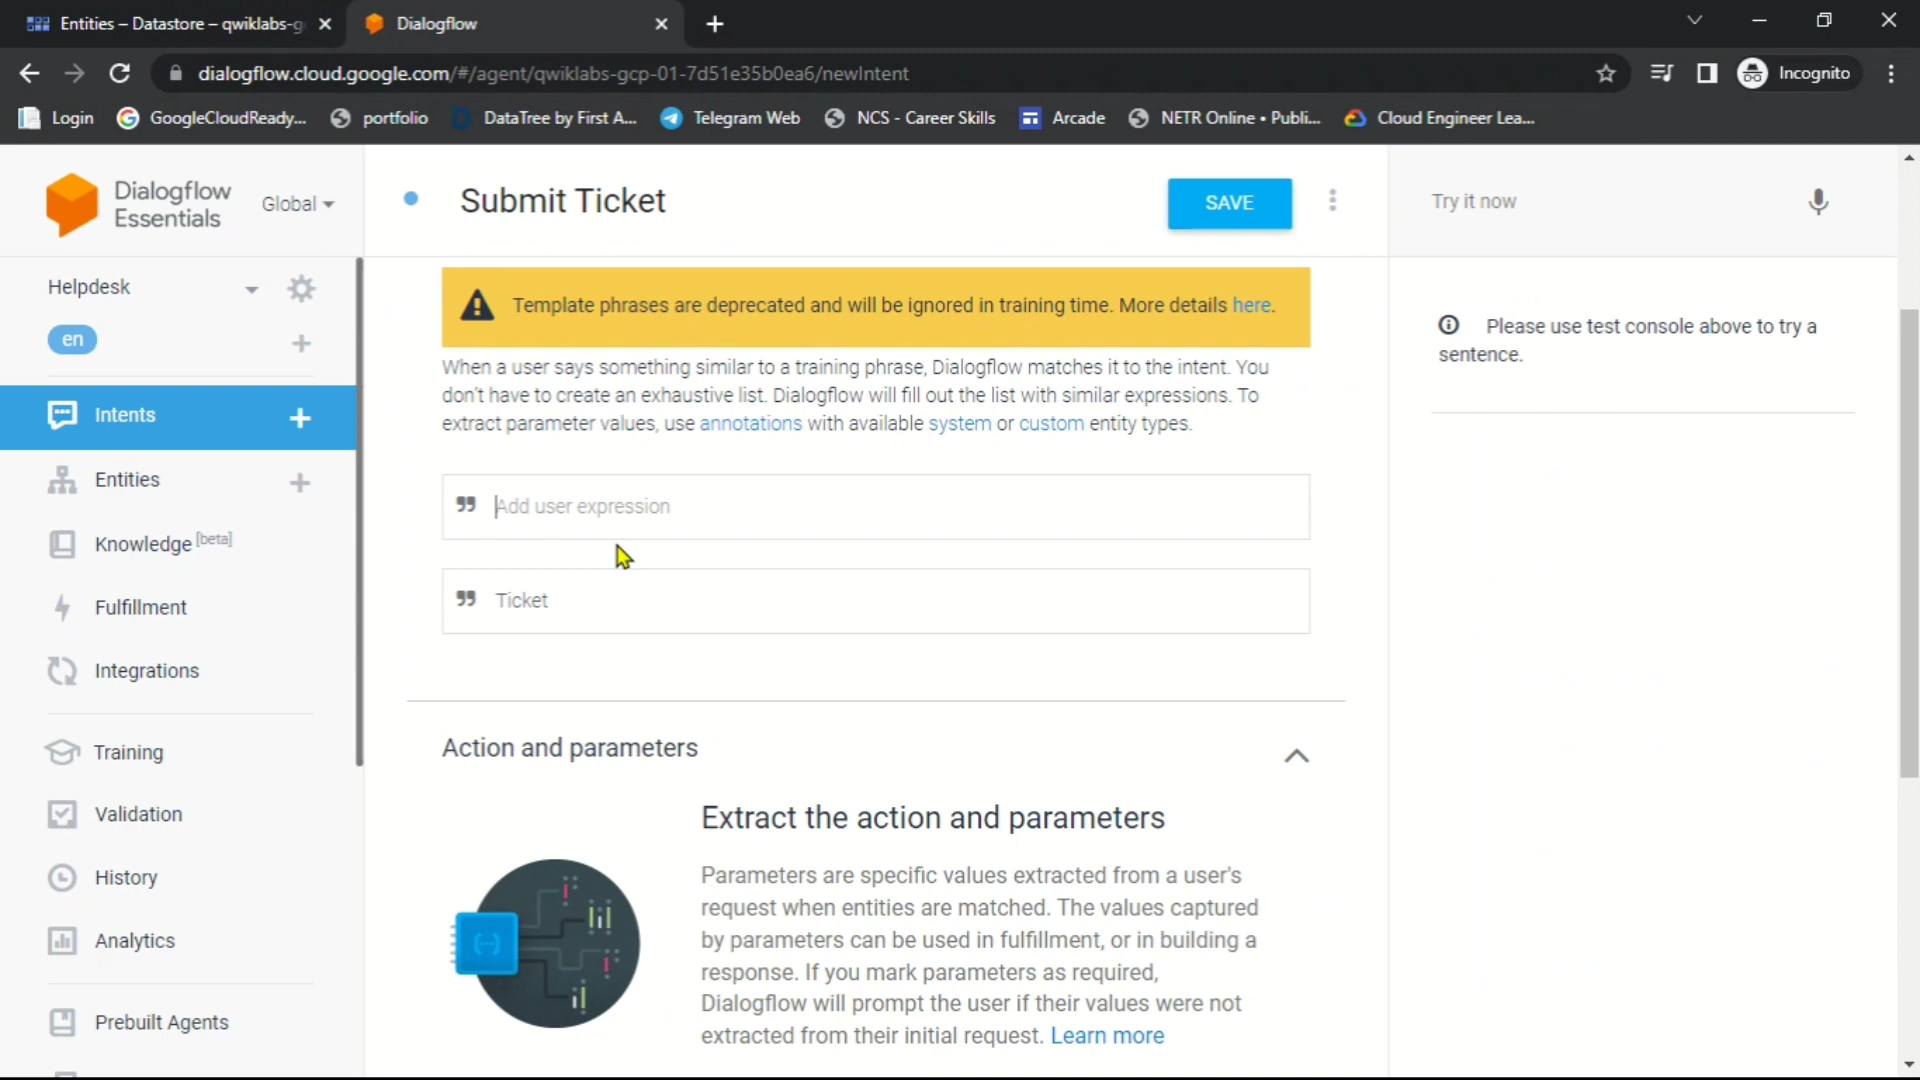 Entities – Datastore – qwiklabs-g
Dialogflow
dialogflow.cloud.google.com/#/agent/qwiklabs-gcp-01-7d51e35b0ea6/newIntent
Incognito
Login
GoogleCloudReady...
portfolio
DataTree by First A...
Telegram Web
NCS - Career Skills
Arcade
NETR Online • Publi...
Cloud Engineer Lea...
Dialogflow
Essentials
Global
Submit Ticket
SAVE
Try it now
Helpdesk
en
Intents
Entities
Knowledge [beta]
Fulfillment
Integrations
Training
Validation
History
Analytics
Prebuilt Agents
Template phrases are deprecated and will be ignored in training time. More details here.
When a user says something similar to a training phrase, Dialogflow matches it to the intent. You
don't have to create an exhaustive list. Dialogflow will fill out the list with similar expressions. To
extract parameter values, use annotations with available system or custom entity types.
Add user expression
Ticket
Action and parameters
Extract the action and parameters
Parameters are specific values extracted from a user's
request when entities are matched. The values captured
by parameters can be used in fulfillment, or in building a
response. If you mark parameters as required,
Dialogflow will prompt the user if their values were not
extracted from their initial request. Learn more
Please use test console above to try a
sentence.